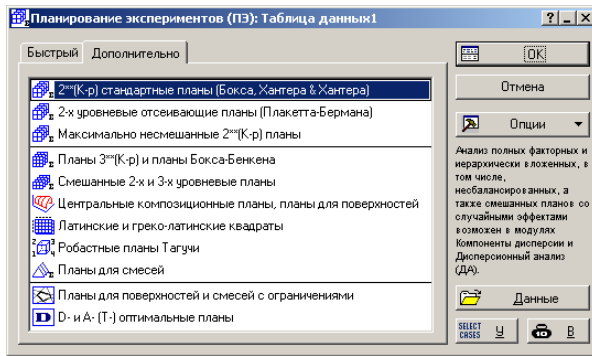 Планирование экспериментов (ПЭ): Таблица данных1
Быстрый Дополнительно
2**(K-p) стандартные планы (Бокса, Хантера & Хантера)
2-х уровневые отсеивающие планы (Плакетта-Бермана)
Максимально несмешанные 2**(K-p) планы
Планы 3**(K-p) и планы Бокса-Бенкена
Смешанные 2-х и 3-х уровневые планы
Центральные композиционные планы, планы для поверхностей
Латинские и греко-латинские квадраты
Робастные планы Тагучи
Планы для смесей
Планы для поверхностей и смесей с ограничениями
D- и A- (T-) оптимальные планы
OK
Отмена
Опции
Анализ полных факторных и
иерархически вложенных, в
том числе,
несбалансированных, а
также смешанных планов со
случайными эффектами
возможен в модулях
Компоненты дисперсии и
Дисперсионный анализ
(ДА).
Данные
SELECT
CASES
У
В